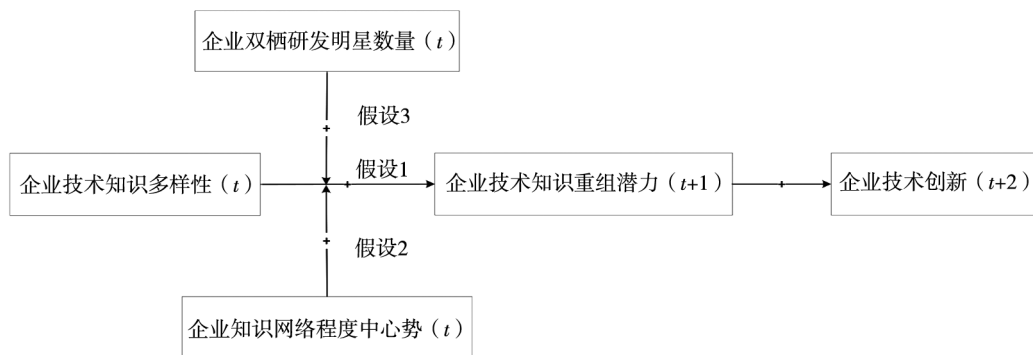 企业双栖研发明星数量(t)
+
假设3
企业技术知识多样性(t)
+
假设1
企业技术知识重组潜力(t+1)
+
企业技术创新(t+2)
+
假设2
企业知识网络程度中心势(t)